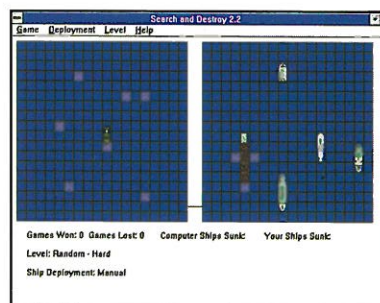 Search and Destroy 2.2
Game Deployment Level Help
Games Won: 0 Games Lost: 0 Computer Ships Sunk: Your Ships Sunk:
Level: Random - Hard
Ship Deployment: Manual